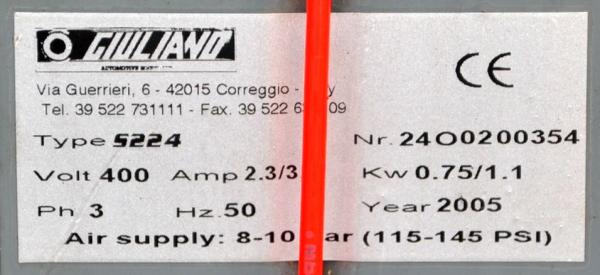 GIULIANO
AUTOMOTIVE
CE
Via Guerrieri, 6 - 42015 Correggio -
Tel. 39 522 731111 - Fax. 39 522
Type S224
Nr. 2400200354
Volt 400 Amp 2.3/3
Kw 0.75/1.1
Ph 3 Hz. 50
Year 2005
Air supply: 8-10 (115-145 PSI)